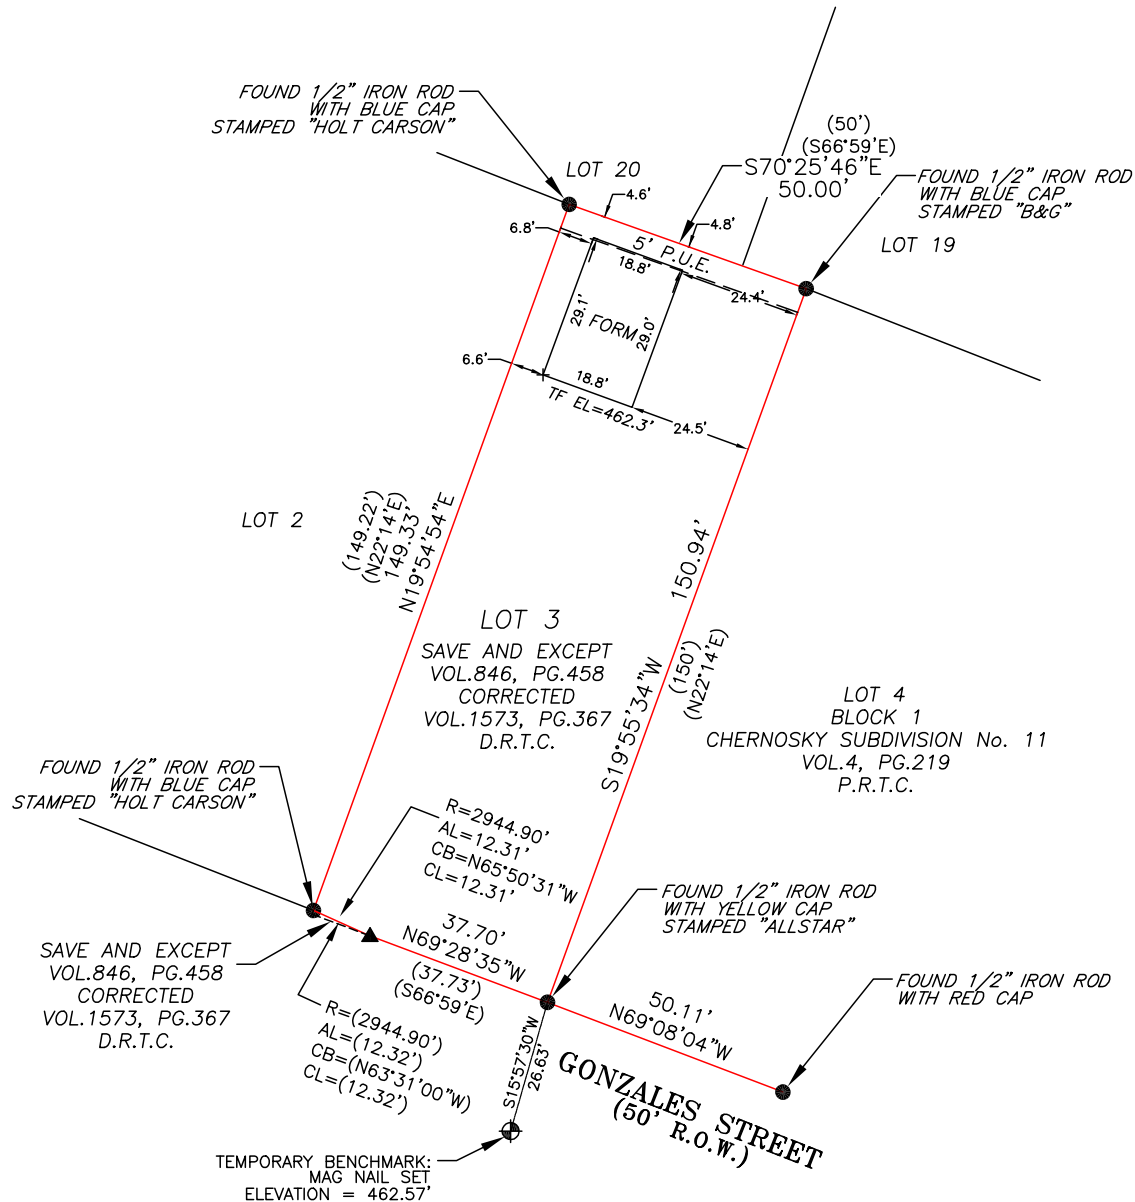 FOUND 1/2" IRON ROD
WITH BLUE CAP
STAMPED "HOLT CARSON"
LOT 20
(50')
(S66°59'E)
S70°25'46"E
50.00'
FOUND 1/2" IRON ROD
WITH BLUE CAP
STAMPED "B&G"
LOT 19
4.6'
4.8'
6.8'
5' P.U.E.
18.8'
24.4'
29.1'
FORM
29.0'
6.6'
18.8'
TF EL=462.3'
24.5'
LOT 2
(149.22')
(N22°14'E)
149.33'
N19°54'54"E
150.94'
S19°55'34"W
(150')
(N22°14'E)
LOT 3
SAVE AND EXCEPT
VOL.846, PG.458
CORRECTED
VOL.1573, PG.367
D.R.T.C.
LOT 4
BLOCK 1
CHERNOSKY SUBDIVISION No. 11
VOL.4, PG.219
P.R.T.C.
FOUND 1/2" IRON ROD
WITH BLUE CAP
STAMPED "HOLT CARSON"
R=2944.90'
AL=12.31'
CB=N65°50'31"W
CL=12.31'
FOUND 1/2" IRON ROD
WITH YELLOW CAP
STAMPED "ALLSTAR"
37.70'
N69°28'35"W
(37.73')
(S66°59'E)
SAVE AND EXCEPT
VOL.846, PG.458
CORRECTED
VOL.1573, PG.367
D.R.T.C.
R=(2944.90')
AL=(12.32')
CB=(N63°31'00"W)
CL=(12.32')
FOUND 1/2" IRON ROD
WITH RED CAP
50.11'
N69°08'04"W
S15°57'30"W
26.63'
GONZALES STREET
(50' R.O.W.)
TEMPORARY BENCHMARK:
MAG NAIL SET
ELEVATION = 462.57'